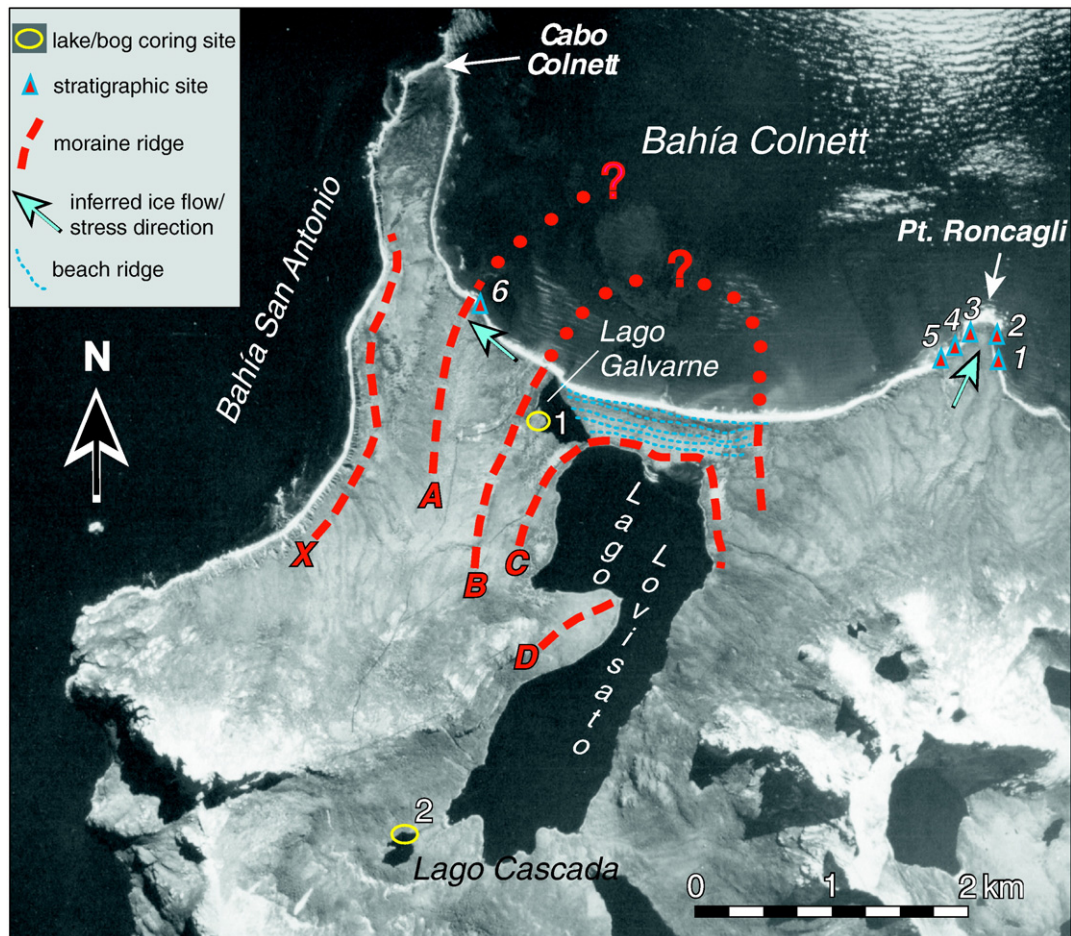 lake/bog coring site
stratigraphic site
moraine ridge
inferred ice flow/
stress direction
beach ridge
Cabo
Colnett
Bahía Colnett
Bahía San Antonio
Pt. Roncagli
?
?
6
Lago
Galvarne
1
5
4
3
2
1
N
A
X
B
C
D
Lago
Lovisato
2
Lago Cascada
0
1
2 km